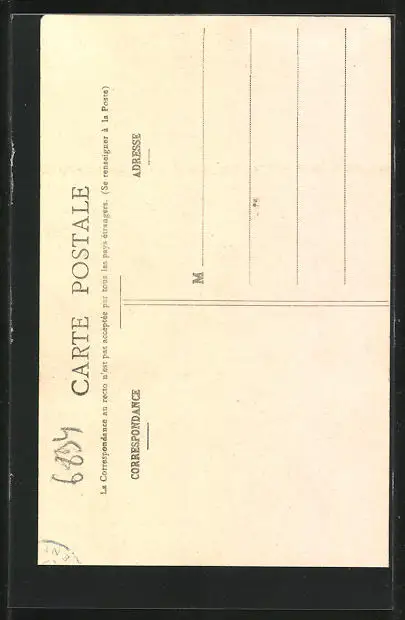 6834
CARTE POSTALE
La Correspondance au recto n'est pas acceptée par tous les pays étrangers. (Se renseigner à la Poste)
CORRESPONDANCE
ADRESSE
M